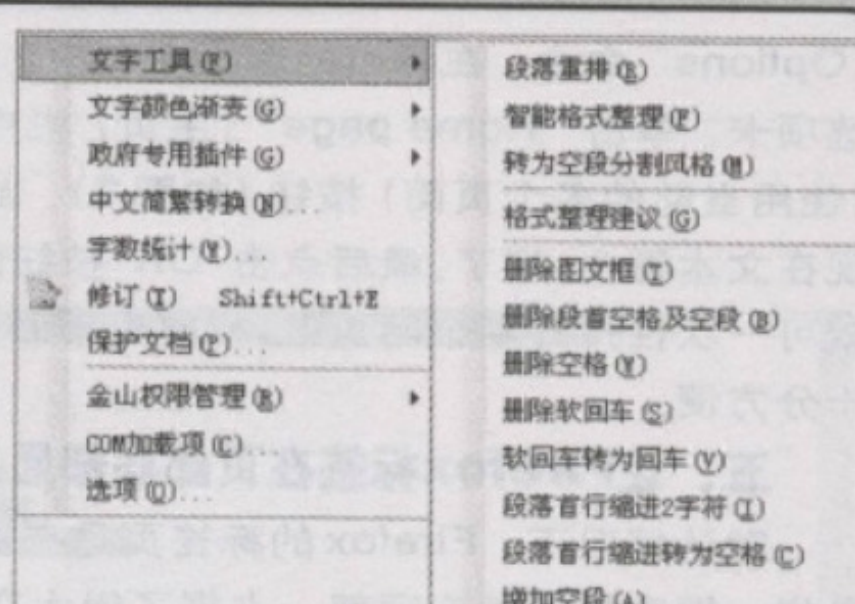 文字工具(F)
文字颜色渐变(G)
政府专用插件(G)
中文简繁转换(N)...
字数统计(W)...
修订(T) Shift+Ctrl+E
保护文档(P)...
金山权限管理(R)
COM加载项(C)...
选项(O)...
段落重排(R)
智能格式整理(F)
转为空段分割风格(M)
格式整理建议(G)
删除图文框(T)
删除段首空格及空段(B)
删除空格(W)
删除软回车(S)
软回车转为回车(V)
段落首行缩进2字符(I)
段落首行缩进转为空格(C)
增加空段(A)